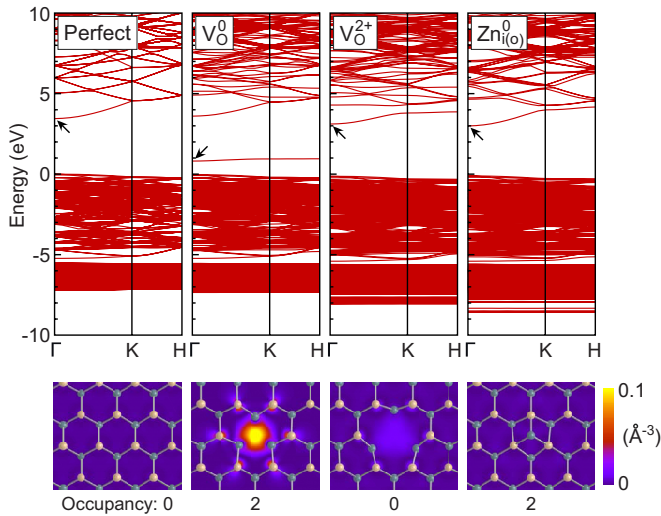 10
5
0
-5
-10
Energy (eV)
Perfect
V_O^0
V_O^2+
Zn_i(o)^0
Γ K H
Γ K H
Γ K H
Γ K H
0.1
(Å-3)
0
Occupancy: 0 2 0 2